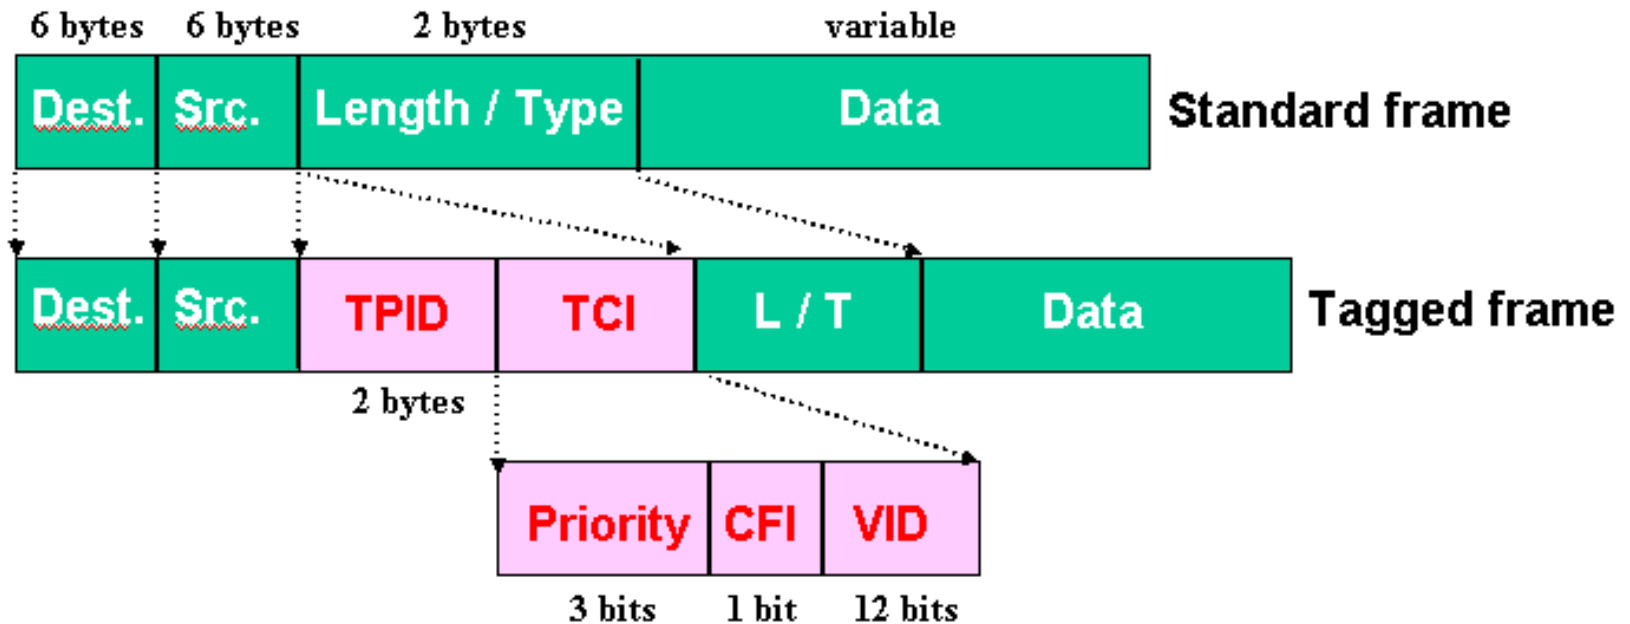 6 bytes 6 bytes 2 bytes variable
Dest. Src. Length / Type Data Standard frame
Dest. Src. TPID TCI L / T Data Tagged frame
2 bytes
Priority CFI VID
3 bits 1 bit 12 bits